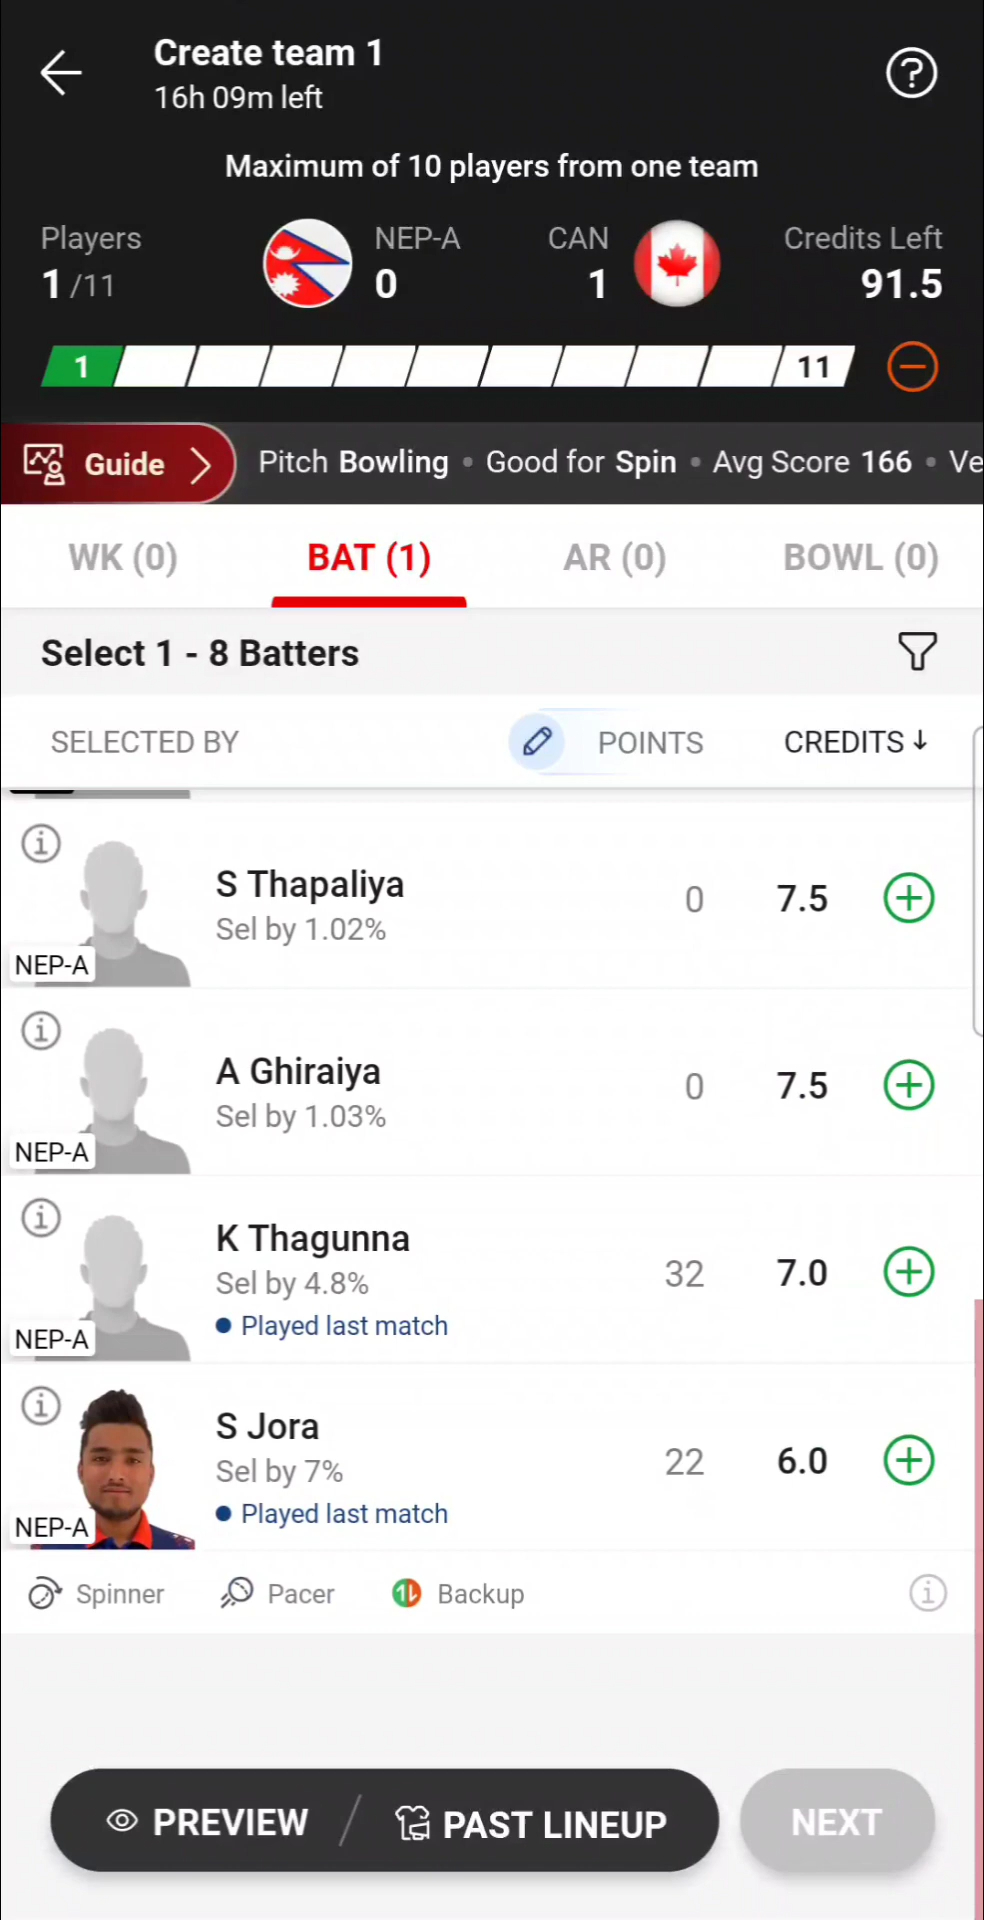 Create team 1
16h 09m left
Maximum of 10 players from one team
Players NEP-A CAN Credits Left
1 /11 0 1 91.5
1 11
Guide Pitch Bowling • Good for Spin • Avg Score 166 • Ve
WK (0) BAT (1) AR (0) BOWL (0)
Select 1 - 8 Batters
SELECTED BY POINTS CREDITS ↓
S Thapaliya 0 7.5
Sel by 1.02%
NEP-A
A Ghiraiya 0 7.5
Sel by 1.03%
NEP-A
K Thagunna 32 7.0
Sel by 4.8%
• Played last match
NEP-A
S Jora 22 6.0
Sel by 7%
• Played last match
NEP-A
Spinner Pacer Backup
PREVIEW / PAST LINEUP NEXT